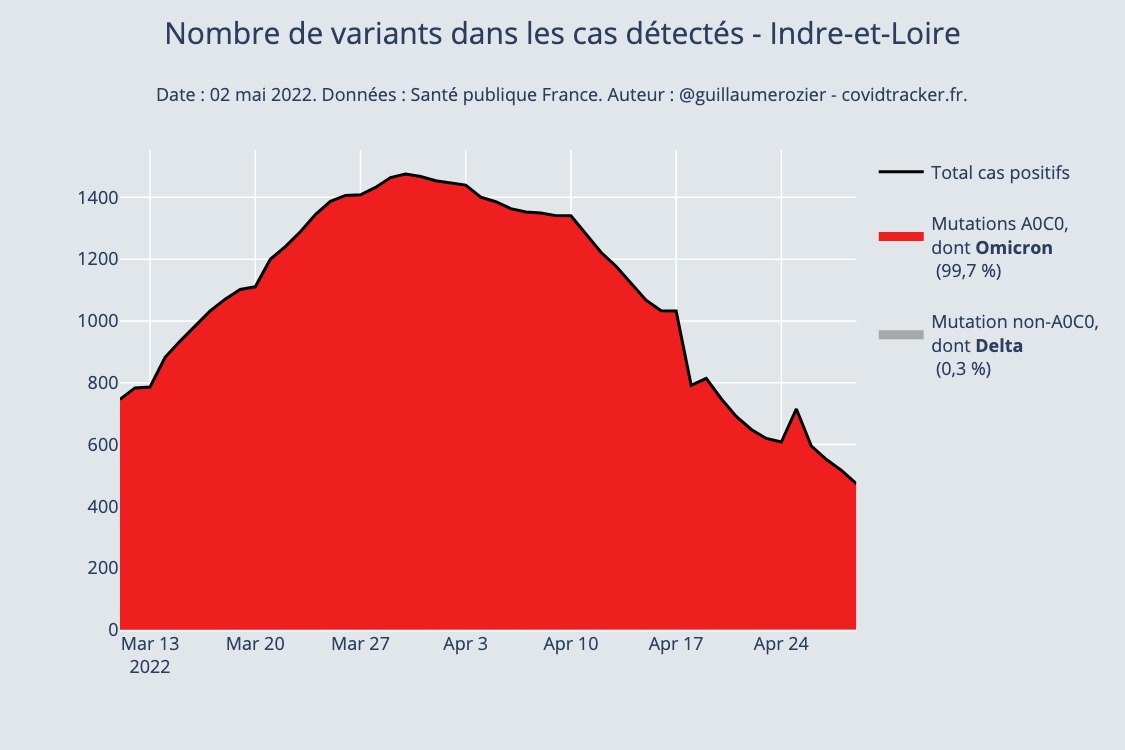 Nombre de variants dans les cas détectés - Indre-et-Loire
Date : 02 mai 2022. Données : Santé publique France. Auteur : @guillaumerozier - covidtracker.fr.
1400
1200
1000
800
600
400
200
0
Mar 13
2022
Mar 20
Mar 27
Apr 3
Apr 10
Apr 17
Apr 24
Total cas positifs
Mutations A0C0,
dont Omicron
(99,7 %)
Mutation non-A0C0,
dont Delta
(0,3 %)